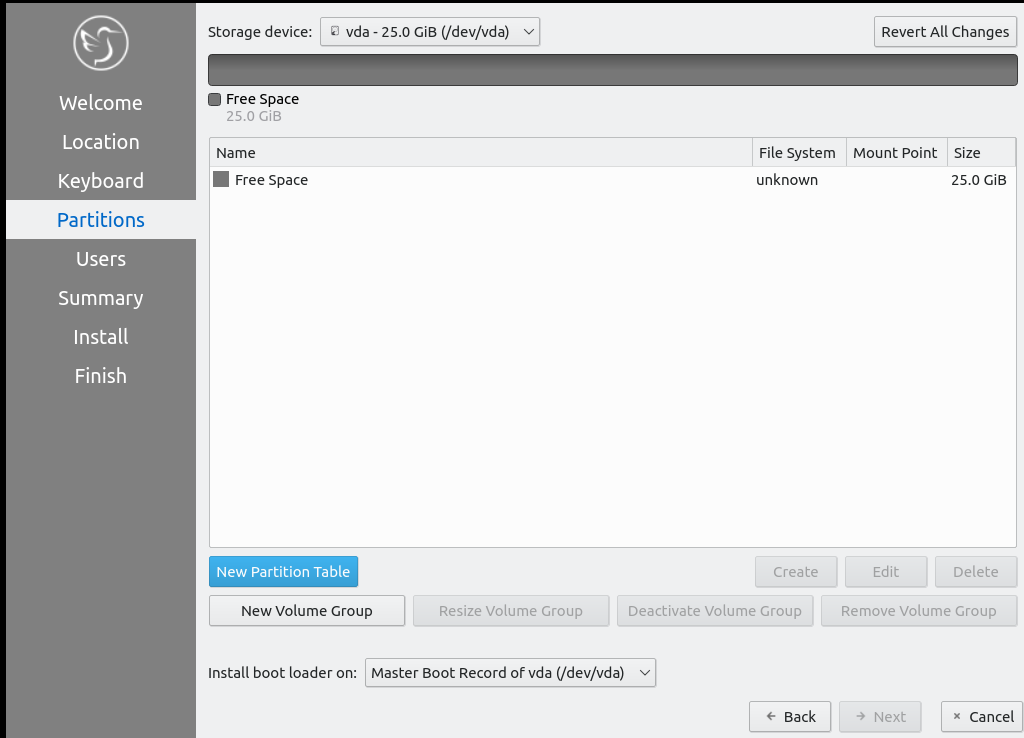 Storage device: vda - 25.0 GiB (/dev/vda) Revert All Changes
Free Space
25.0 GiB
Welcome
Location
Keyboard
Partitions
Users
Summary
Install
Finish
Name File System Mount Point Size
Free Space unknown 25.0 GiB
New Partition Table Create Edit Delete
New Volume Group Resize Volume Group Deactivate Volume Group Remove Volume Group
Install boot loader on: Master Boot Record of vda (/dev/vda)
Back Next Cancel